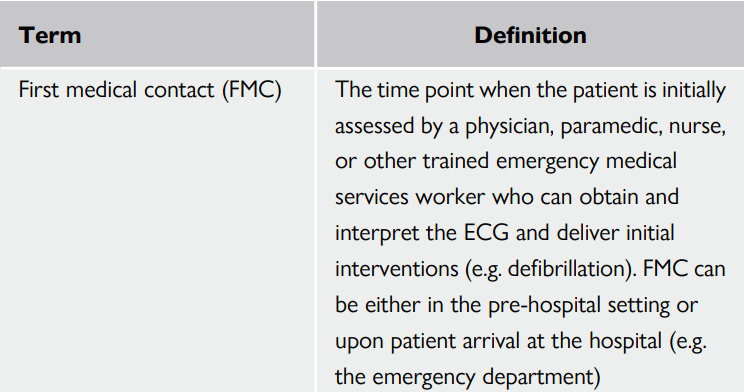 Term
Definition
First medical contact (FMC)
The time point when the patient is initially
assessed by a physician, paramedic, nurse,
or other trained emergency medical
services worker who can obtain and
interpret the ECG and deliver initial
interventions (e.g. defibrillation). FMC can
be either in the pre-hospital setting or
upon patient arrival at the hospital (e.g.
the emergency department)